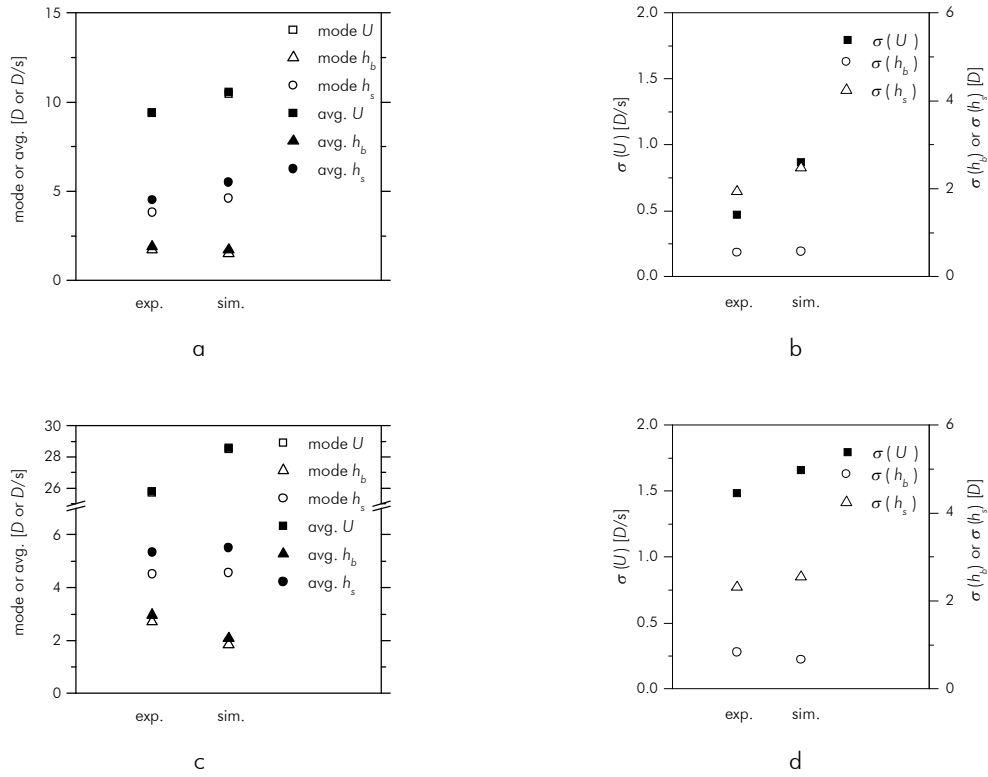 15
10
5
0
mode or avg. [D or D/s]
mode U
mode h_b
mode h_s
avg. U
avg. h_b
avg. h_s
exp. sim.
a
2.0
1.5
1.0
0.5
0.0
σ(U) [D/s]
σ(U)
σ(h_b)
σ(h_s)
6
4
2
0
σ(h_b) or σ(h_s) [D]
exp. sim.
b
30
28
26
6
4
2
0
mode or avg. [D or D/s]
mode U
mode h_b
mode h_s
avg. U
avg. h_b
avg. h_s
exp. sim.
c
2.0
1.5
1.0
0.5
0.0
σ(U) [D/s]
σ(U)
σ(h_b)
σ(h_s)
6
4
2
0
σ(h_b) or σ(h_s) [D]
exp. sim.
d